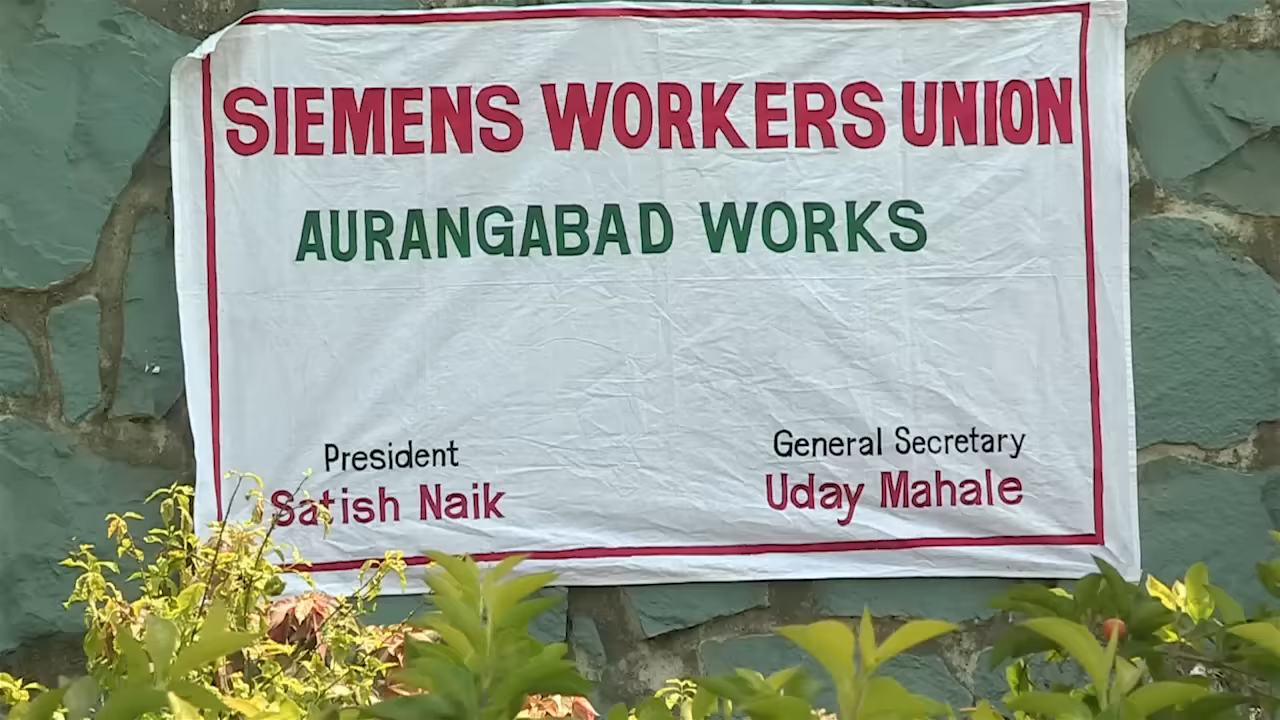 SIEMENS WORKERS UNION
AURANGABAD WORKS
President
Satish Naik
General Secretary
Uday Mahale